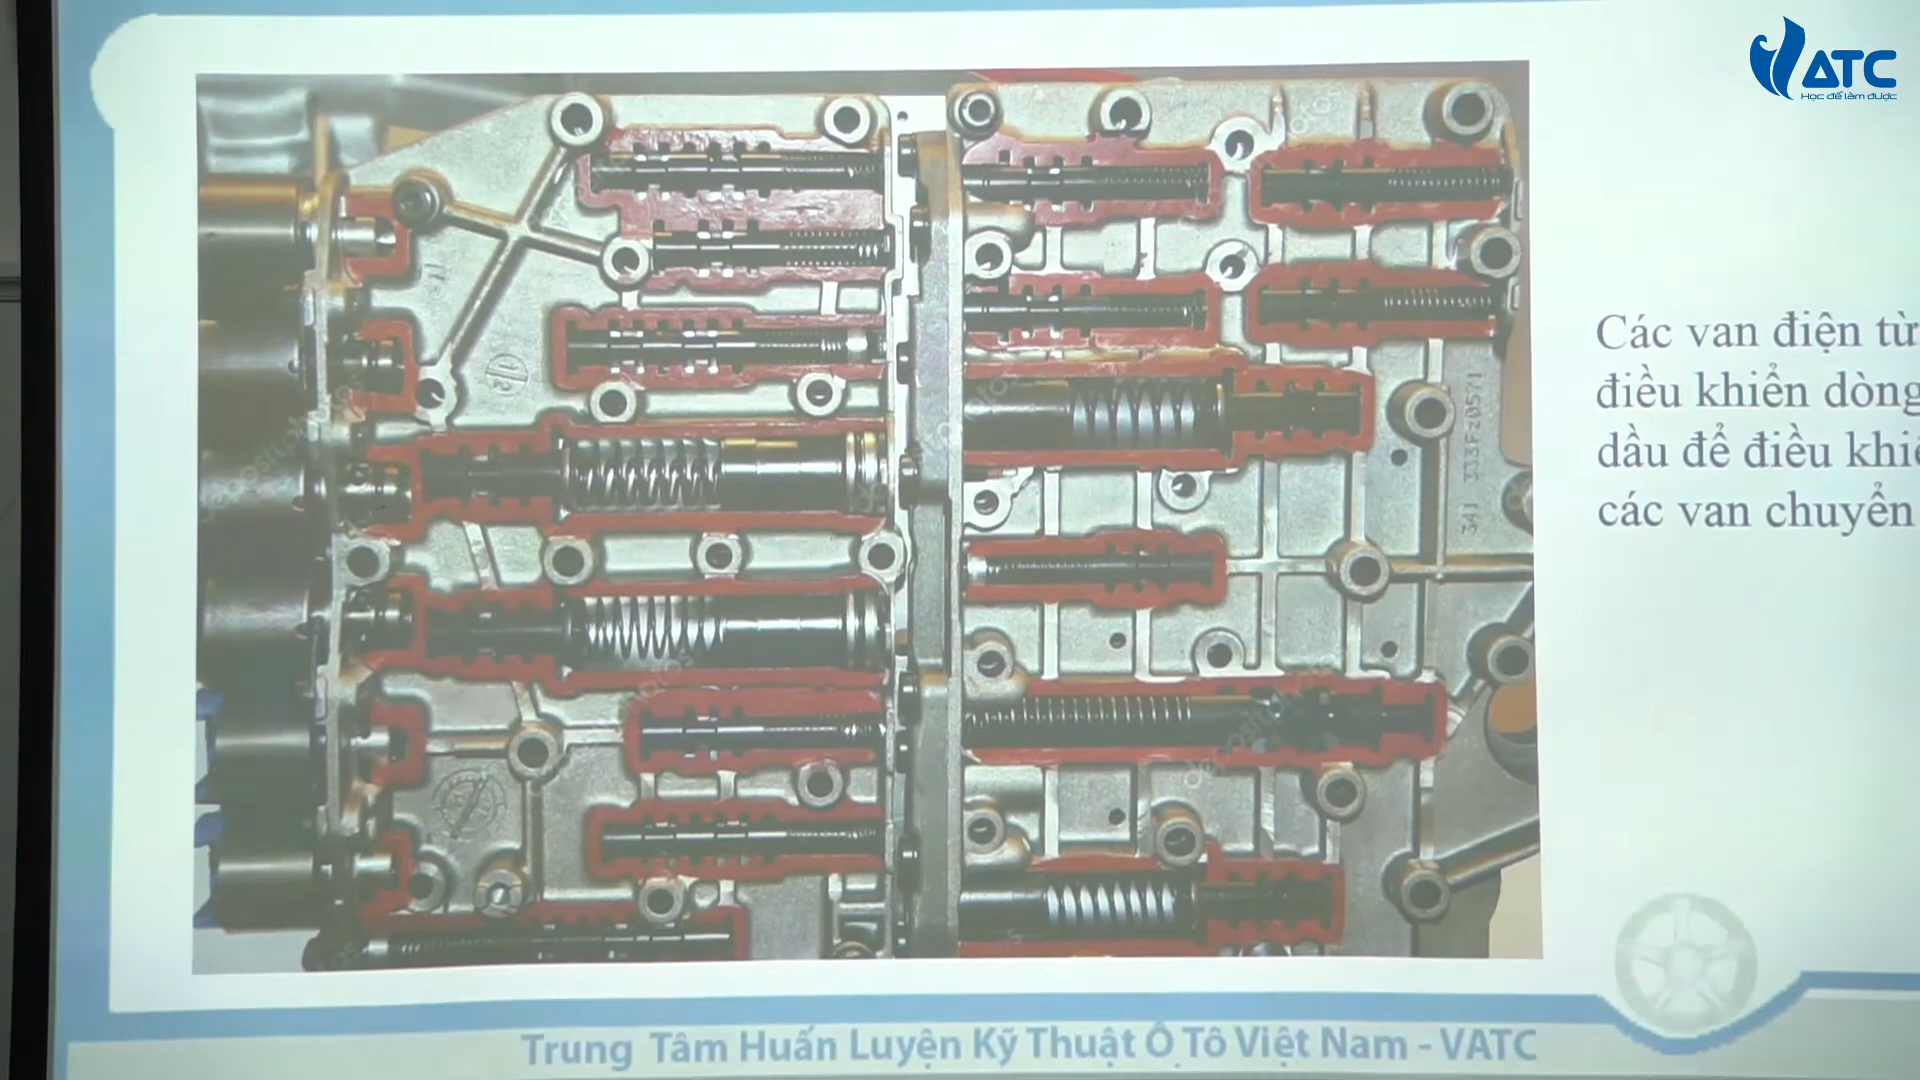 ATC
Học để làm được
Các van điện từ
điều khiển dòng
dầu để điều khi
các van chuyển
341 333F20571
Trung Tâm Huấn Luyện Kỹ Thuật Ô Tô Việt Nam - VATC